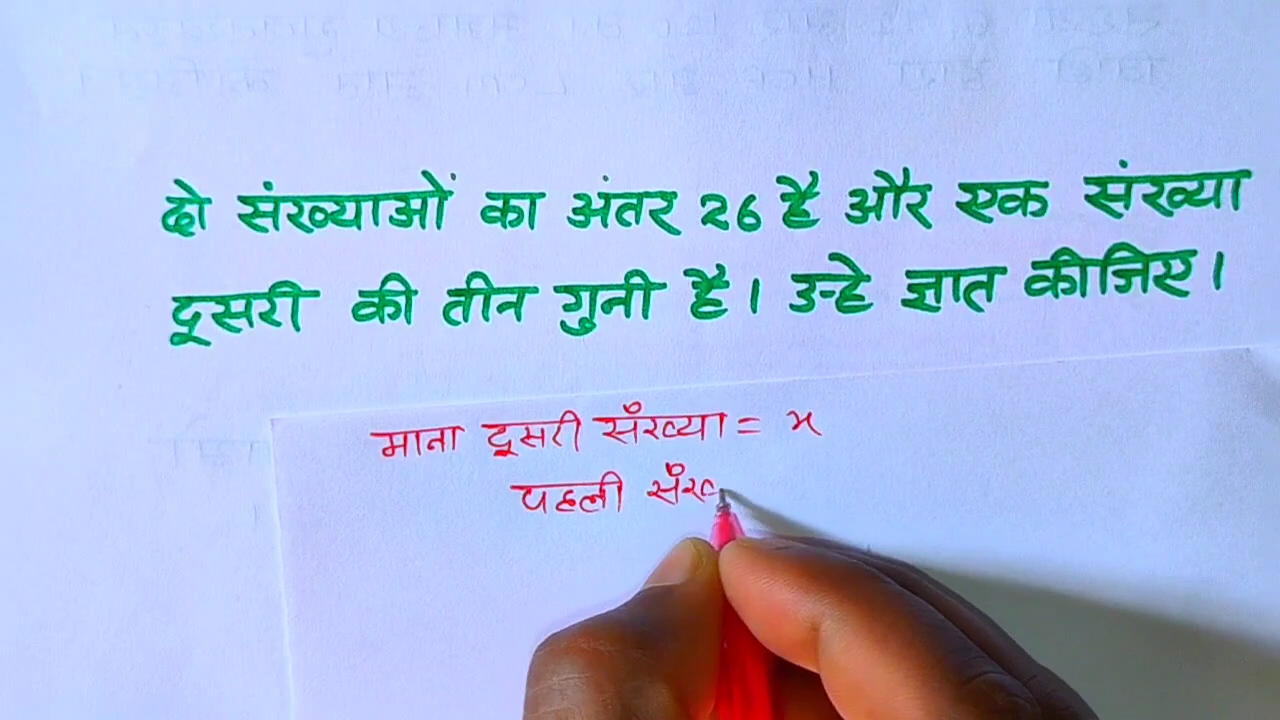 दो संख्याओं का अंतर 26 है और एक संख्या
दूसरी की तीन गुनी है। उन्हे ज्ञात कीजिए।
माना दूसरी संख्या = x
पहली संख